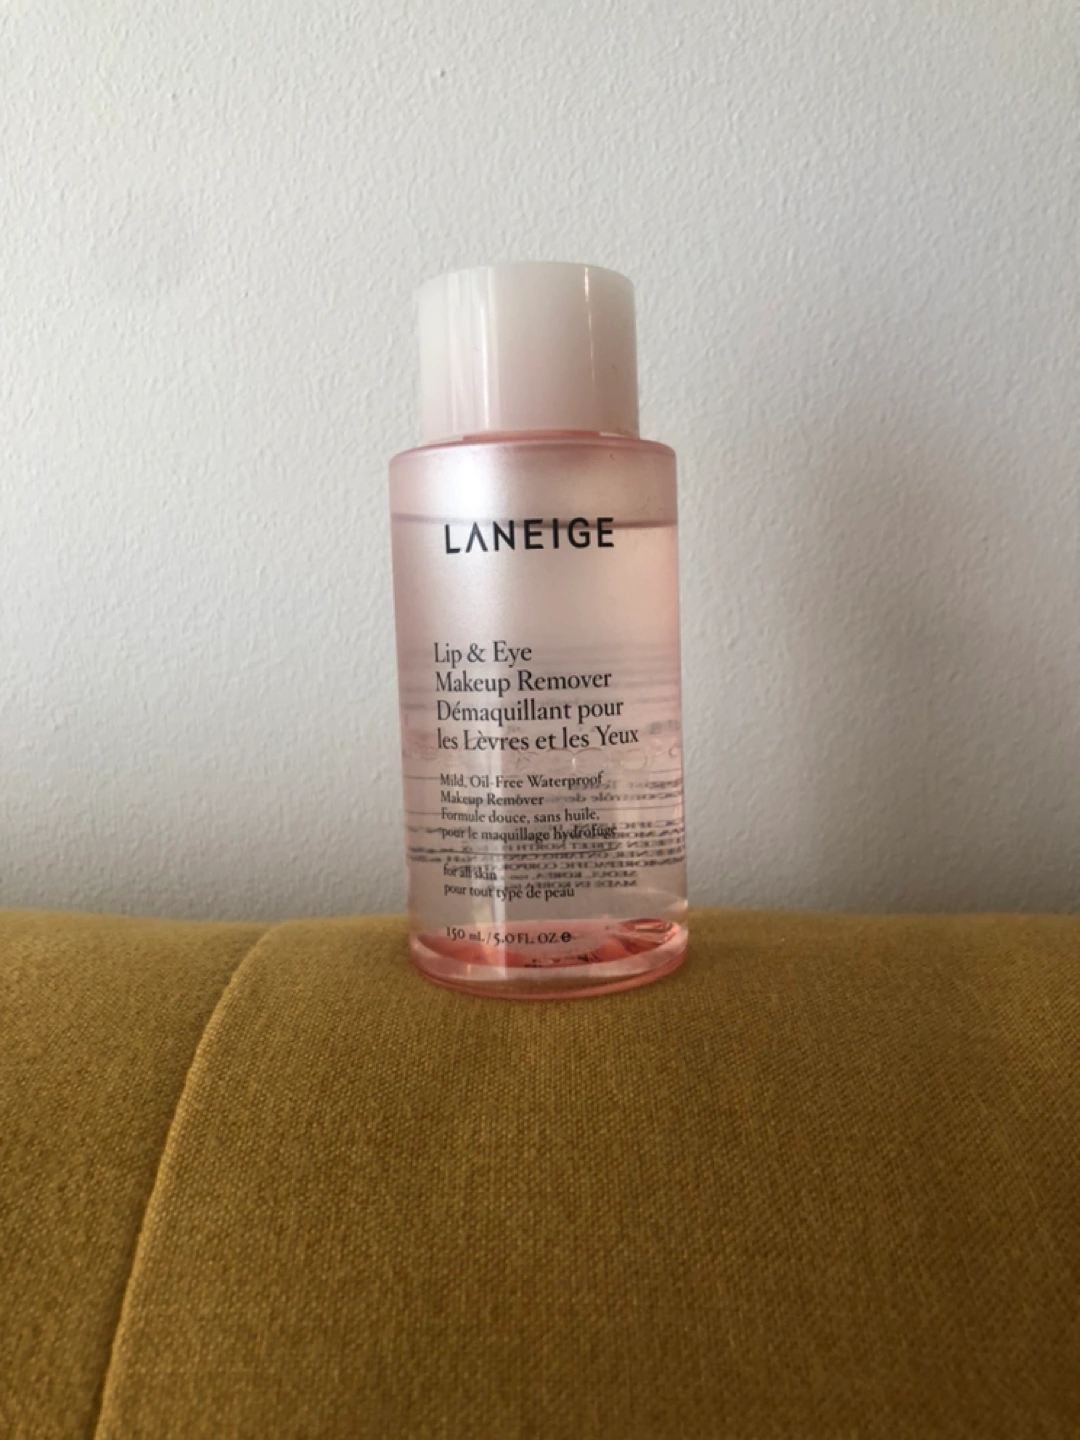 LANEIGE
Lip & Eye
Makeup Remover
Démaquillant pour
les Lèvres et les Yeux
Mild, Oil-Free Waterproof
Makeup Remover
Formule douce, sans huile,
pour le maquillage hydrofuge
for all skin
pour tout type de peau
150 mL / 5.0 FL. OZ e